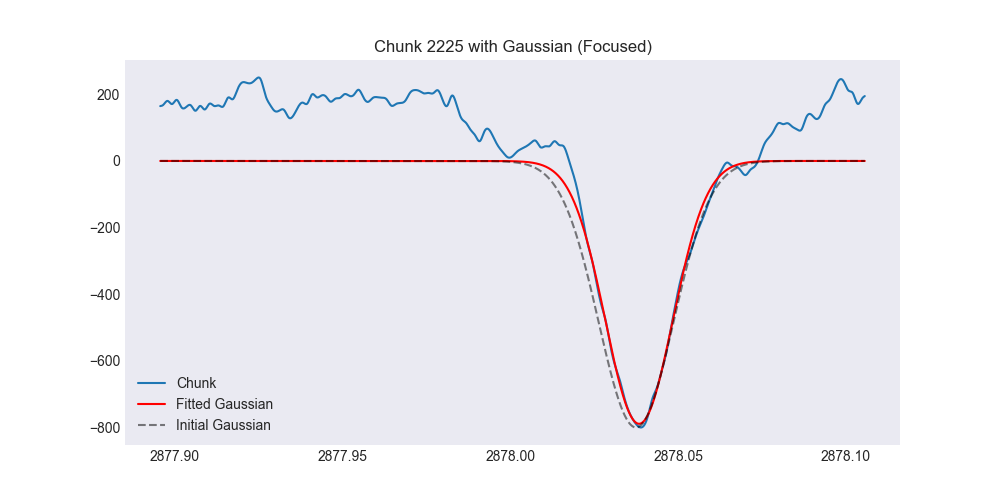 Chunk 2225 with Gaussian (Focused)
200
0
−200
−400
−600
−800
Chunk
Fitted Gaussian
Initial Gaussian
2877.90 2877.95 2878.00 2878.05 2878.10